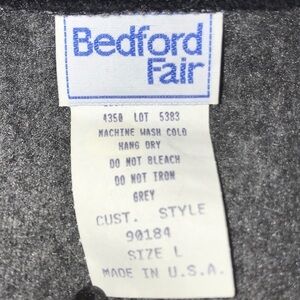 Bedford
Fair
4350 LOT 5383
MACHINE WASH COLD
HANG DRY
DO NOT BLEACH
DO NOT IRON
GREY
CUST. STYLE
90184
SIZE L
MADE IN U.S.A.